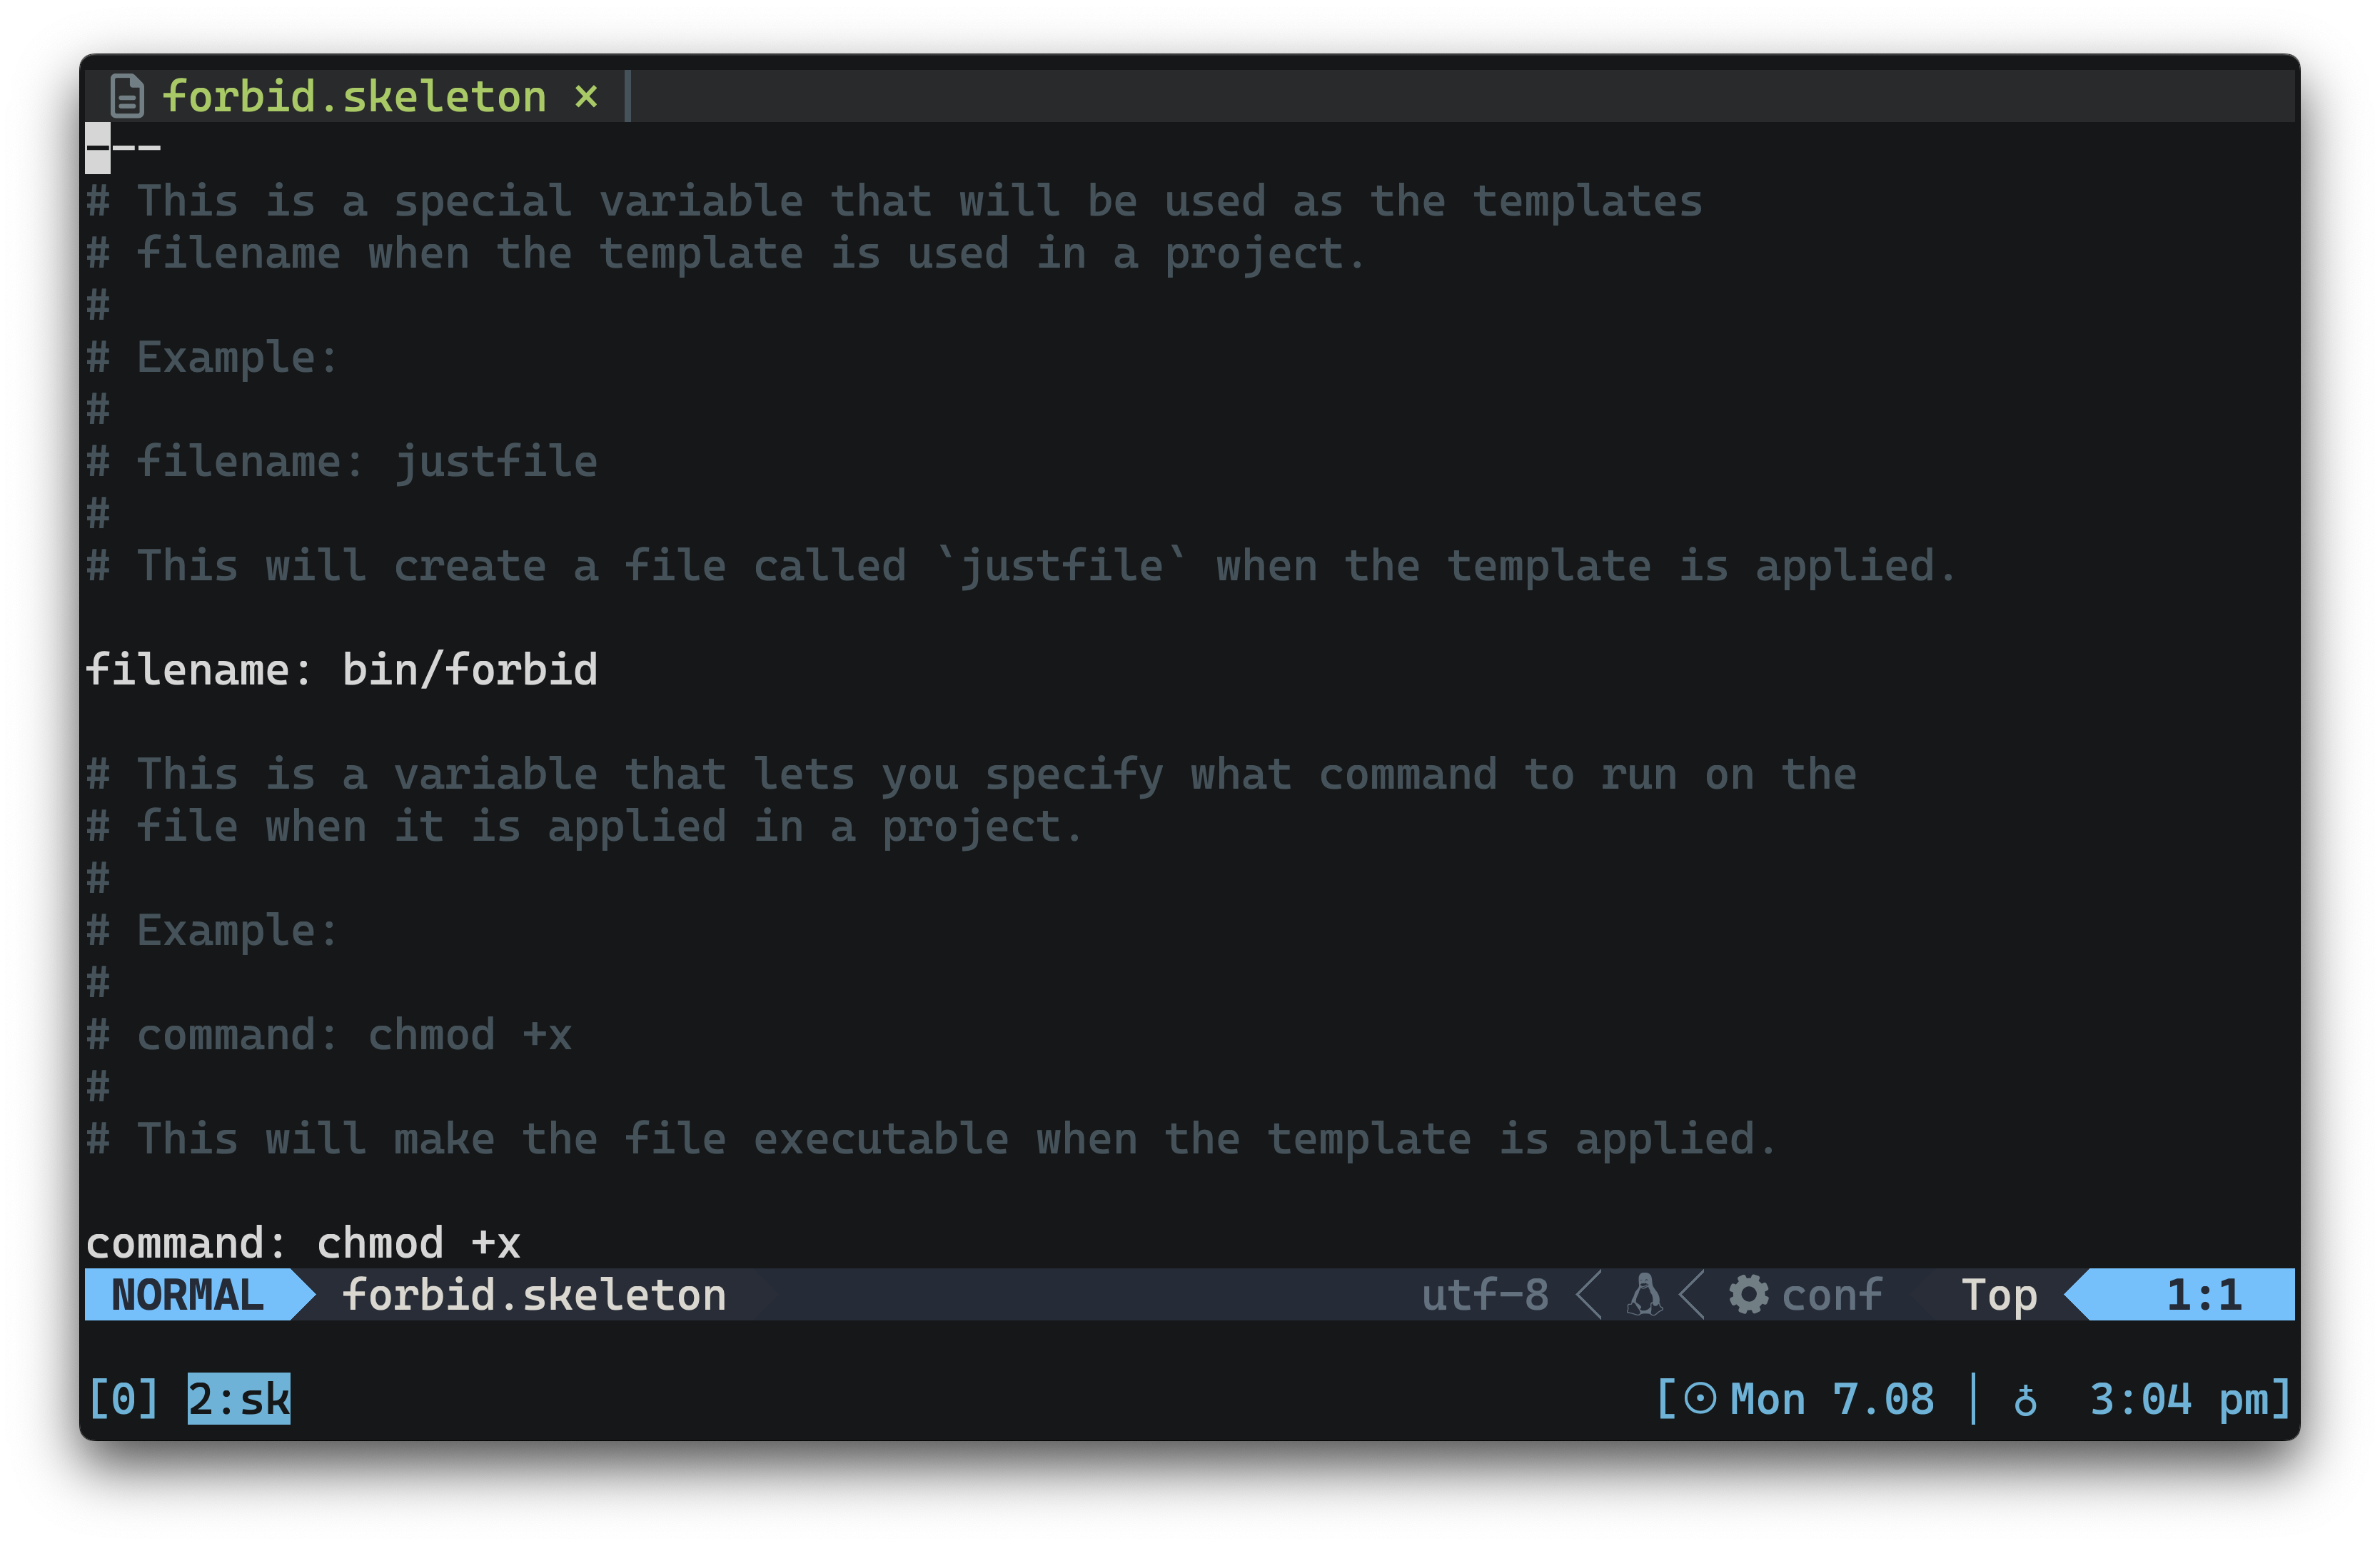 forbid.skeleton ×
---
# This is a special variable that will be used as the templates
# filename when the template is used in a project.
#
# Example:
#
# filename: justfile
#
# This will create a file called `justfile` when the template is applied.
filename: bin/forbid
# This is a variable that lets you specify what command to run on the
# file when it is applied in a project.
#
# Example:
#
# command: chmod +x
#
# This will make the file executable when the template is applied.
command: chmod +x
NORMAL forbid.skeleton utf-8 conf Top 1:1
[0] 2:sk [☉ Mon 7.08 | ♁ 3:04 pm]